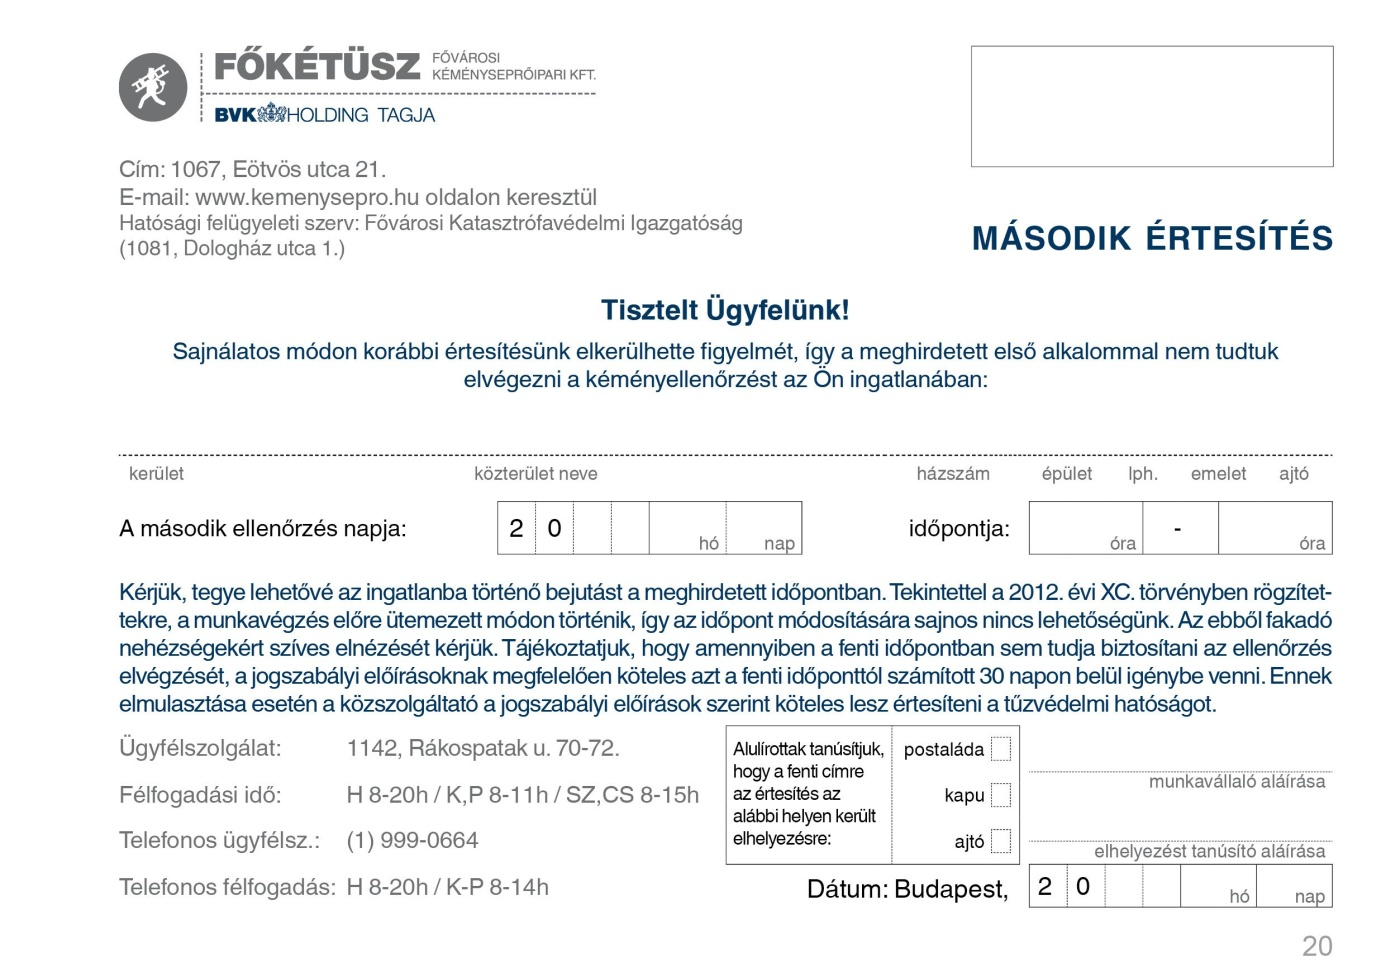 FŐKÉTÜSZ FŐVÁROSI KÉMÉNYSEPRŐIPARI KFT.
BVK HOLDING TAGJA
Cím: 1067, Eötvös utca 21.
E-mail: www.kemenysepro.hu oldalon keresztül
Hatósági felügyeleti szerv: Fővárosi Katasztrófavédelmi Igazgatóság
(1081, Dologház utca 1.)
MÁSODIK ÉRTESÍTÉS
Tisztelt Ügyfelünk!
Sajnálatos módon korábbi értesítésünk elkerülhette figyelmét, így a meghirdetett első alkalommal nem tudtuk
elvégezni a kéményellenőrzést az Ön ingatlanában:
kerület közterület neve házszám épület lph. emelet ajtó
A második ellenőrzés napja: 2 0 hó nap időpontja: óra - óra
Kérjük, tegye lehetővé az ingatlanba történő bejutást a meghirdetett időpontban. Tekintettel a 2012. évi XC. törvényben rögzítet-
tekre, a munkavégzés előre ütemezett módon történik, így az időpont módosítására sajnos nincs lehetőségünk. Az ebből fakadó
nehézségekért szíves elnézését kérjük. Tájékoztatjuk, hogy amennyiben a fenti időpontban sem tudja biztosítani az ellenőrzés
elvégzését, a jogszabályi előírásoknak megfelelően köteles azt a fenti időponttól számított 30 napon belül igénybe venni. Ennek
elmulasztása esetén a közszolgáltató a jogszabályi előírások szerint köteles lesz értesíteni a tűzvédelmi hatóságot.
Ügyfélszolgálat: 1142, Rákospatak u. 70-72.
Félfogadási idő: H 8-20h / K,P 8-11h / SZ,CS 8-15h
Telefonos ügyfélsz.: (1) 999-0664
Telefonos félfogadás: H 8-20h / K-P 8-14h
Alulírottak tanúsítjuk,
hogy a fenti címre
az értesítés az
alábbi helyen került
elhelyezésre:
postaláda
kapu
ajtó
munkavállaló aláírása
elhelyezést tanúsító aláírása
Dátum: Budapest, 2 0 hó nap
20